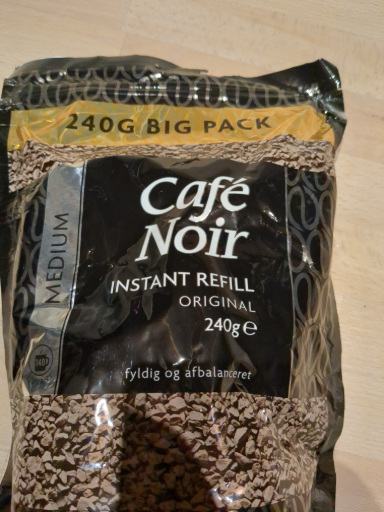 240G BIG PACK
MEDIUM
Café
Noir
INSTANT REFILL
ORIGINAL
240g e
fyldig og afbalanceret